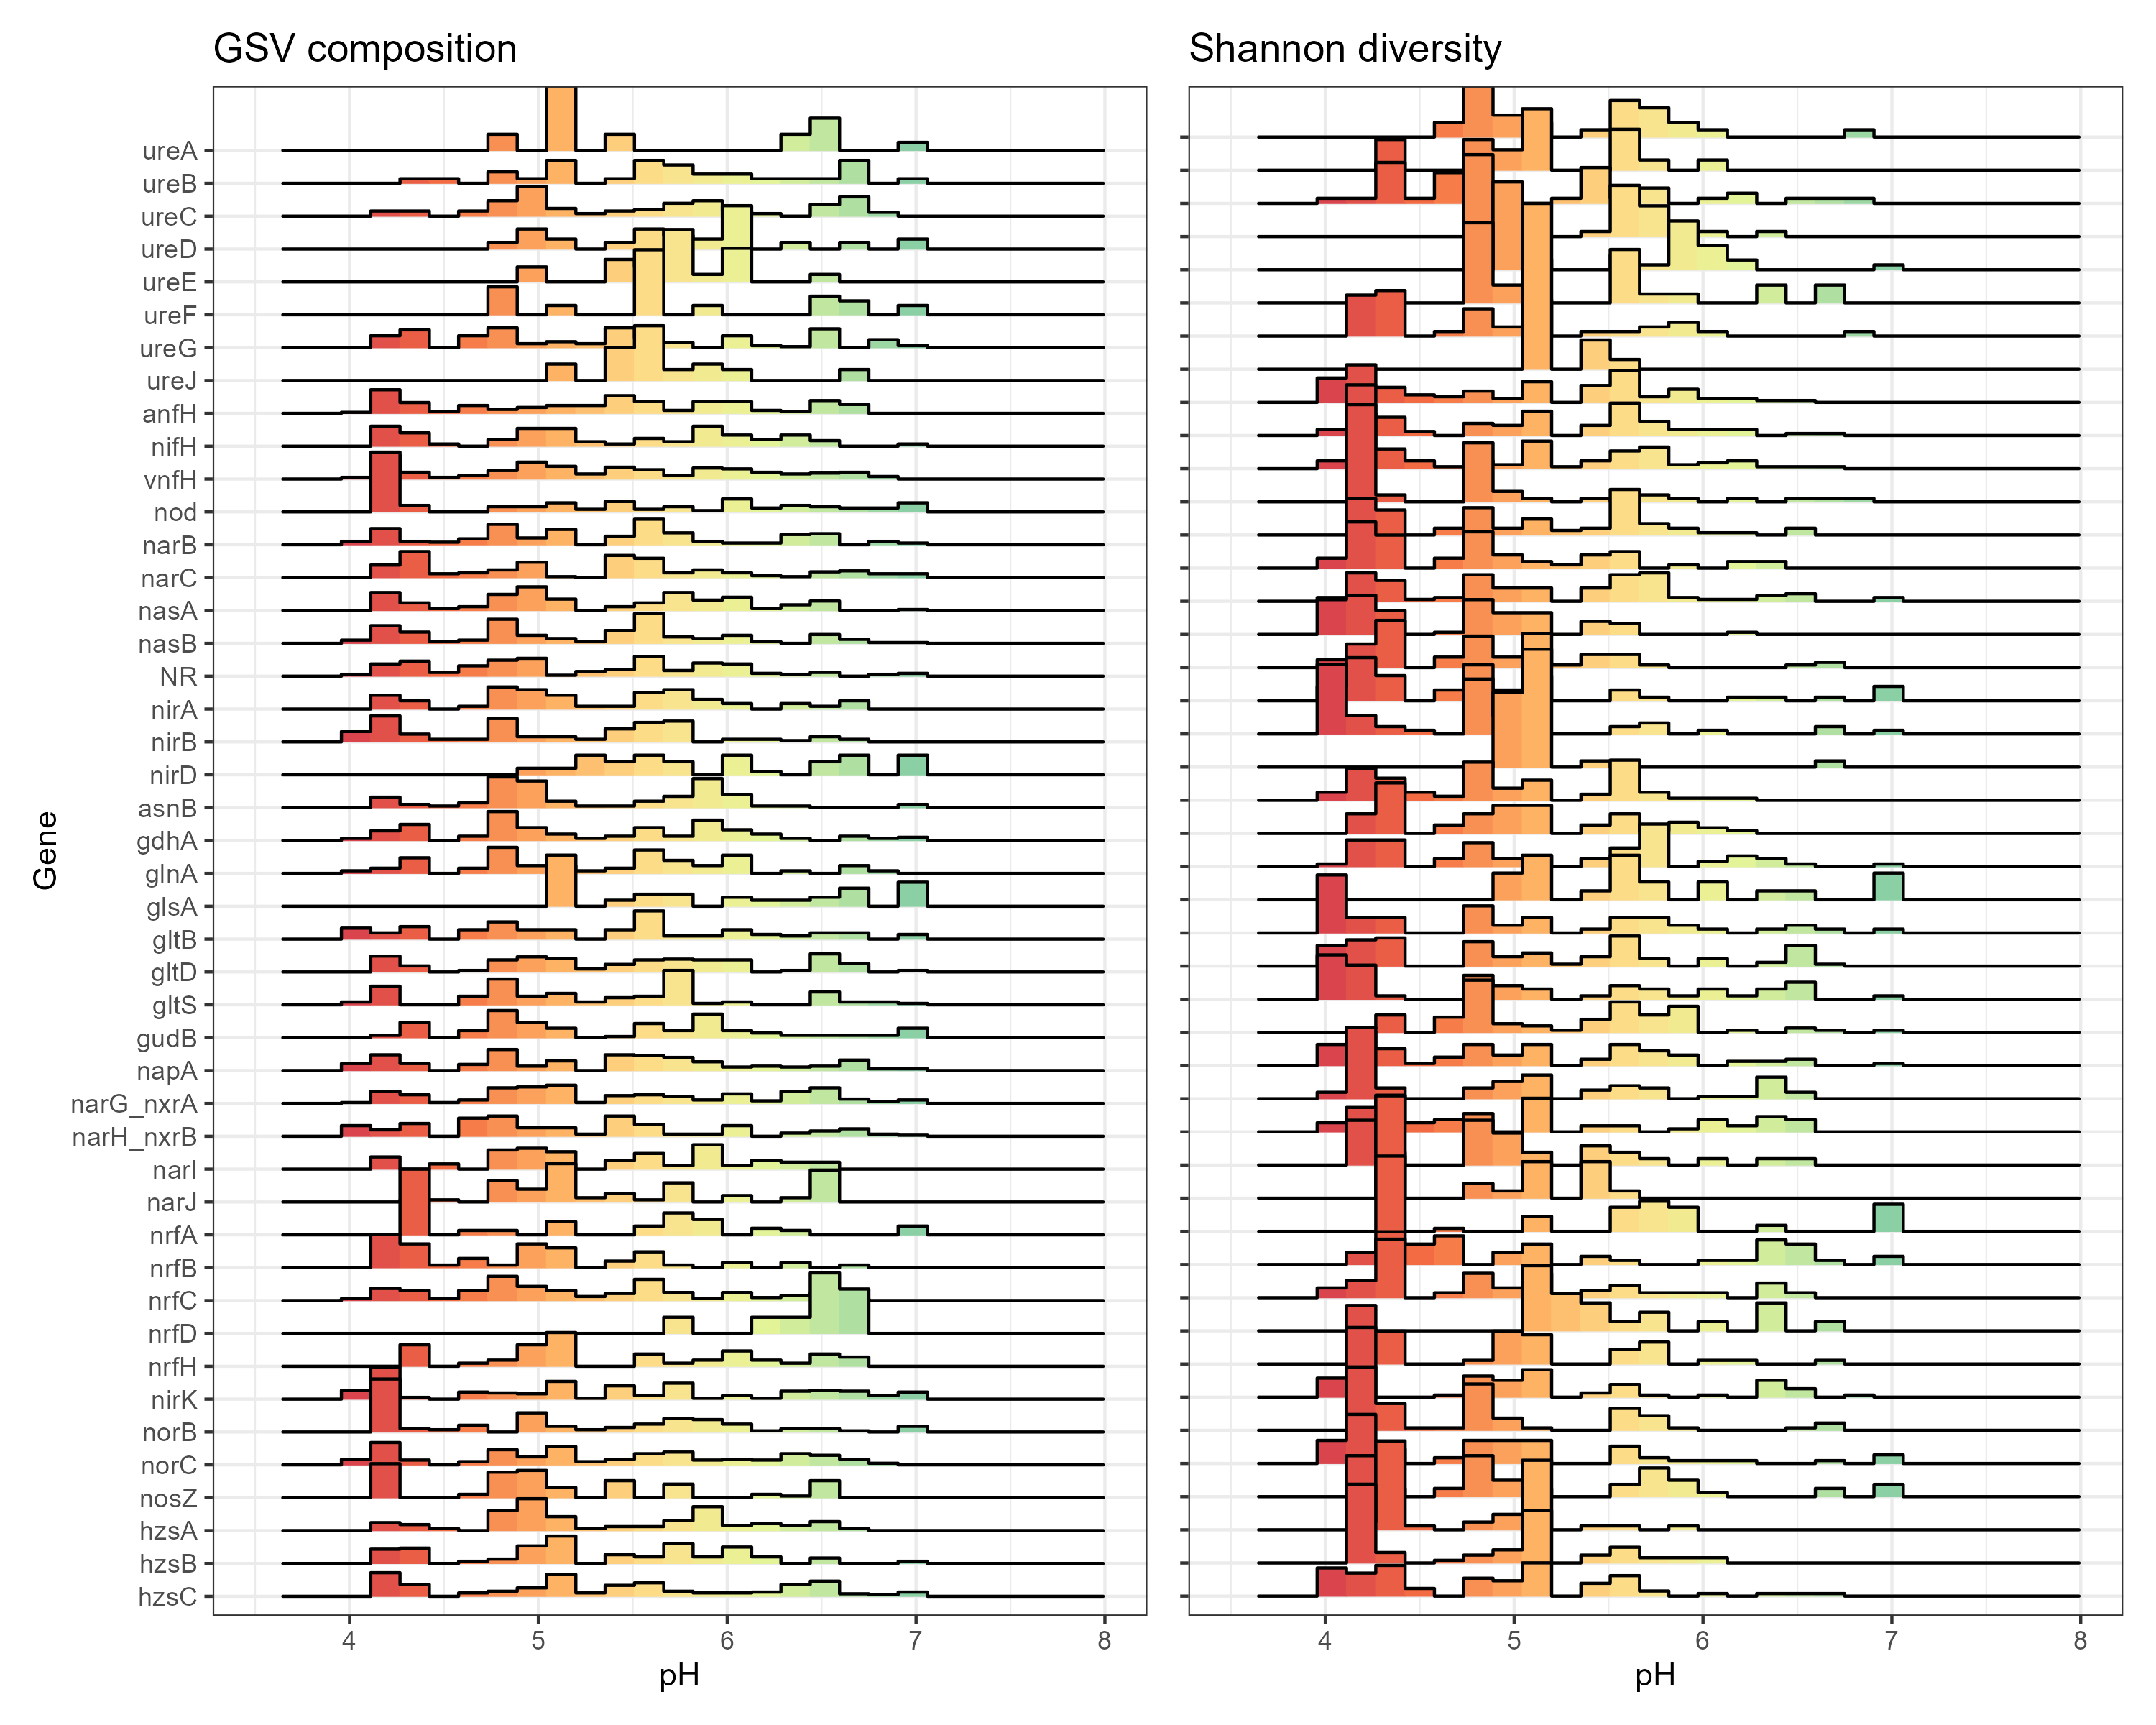 GSV composition
Shannon diversity
Gene
ureA
ureB
ureC
ureD
ureE
ureF
ureG
ureJ
anfH
nifH
vnfH
nod
narB
narC
nasA
nasB
NR
nirA
nirB
nirD
asnB
gdhA
glnA
glsA
gltB
gltD
gltS
gudB
napA
narG_nxrA
narH_nxrB
narI
narJ
nrfA
nrfB
nrfC
nrfD
nrfH
nirK
norB
norC
nosZ
hzsA
hzsB
hzsC
4 5 6 7 8
pH
4 5 6 7 8
pH